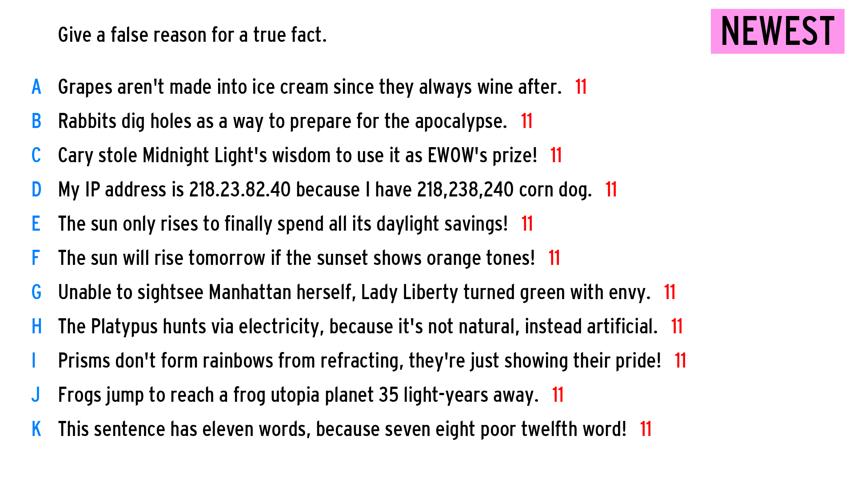 Give a false reason for a true fact.
NEWEST
A Grapes aren't made into ice cream since they always wine after. 11
B Rabbits dig holes as a way to prepare for the apocalypse. 11
C Cary stole Midnight Light's wisdom to use it as EWOW's prize! 11
D My IP address is 218.23.82.40 because I have 218,238,240 corn dog. 11
E The sun only rises to finally spend all its daylight savings! 11
F The sun will rise tomorrow if the sunset shows orange tones! 11
G Unable to sightsee Manhattan herself, Lady Liberty turned green with envy. 11
H The Platypus hunts via electricity, because it's not natural, instead artificial. 11
I Prisms don't form rainbows from refracting, they're just showing their pride! 11
J Frogs jump to reach a frog utopia planet 35 light-years away. 11
K This sentence has eleven words, because seven eight poor twelfth word! 11